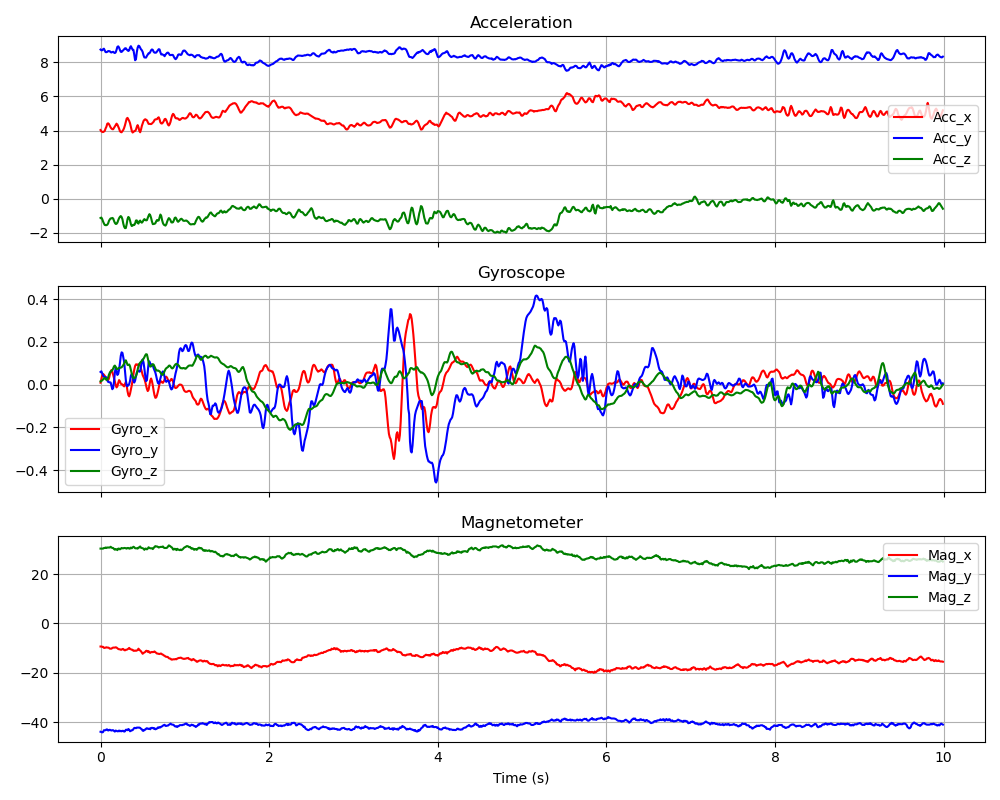 Acceleration
8
6
4
2
0
−2
Acc_x
Acc_y
Acc_z
Gyroscope
0.4
0.2
0.0
−0.2
−0.4
Gyro_x
Gyro_y
Gyro_z
Magnetometer
20
0
−20
−40
Mag_x
Mag_y
Mag_z
0 2 4 6 8 10
Time (s)